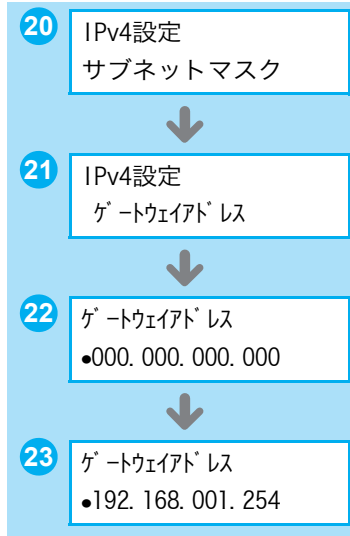 20
IPv4設定
サブネットマスク
21
IPv4設定
ｹﾞｰﾄｳｪｲｱﾄﾞﾚｽ
22
ｹﾞｰﾄｳｪｲｱﾄﾞﾚｽ
●000. 000. 000. 000
23
ｹﾞｰﾄｳｪｲｱﾄﾞﾚｽ
●192. 168. 001. 254